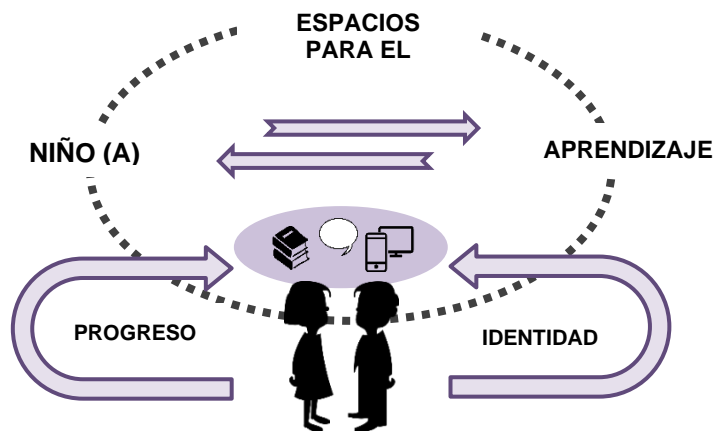 ESPACIOS
PARA EL
NIÑO (A)
APRENDIZAJE
PROGRESO
IDENTIDAD